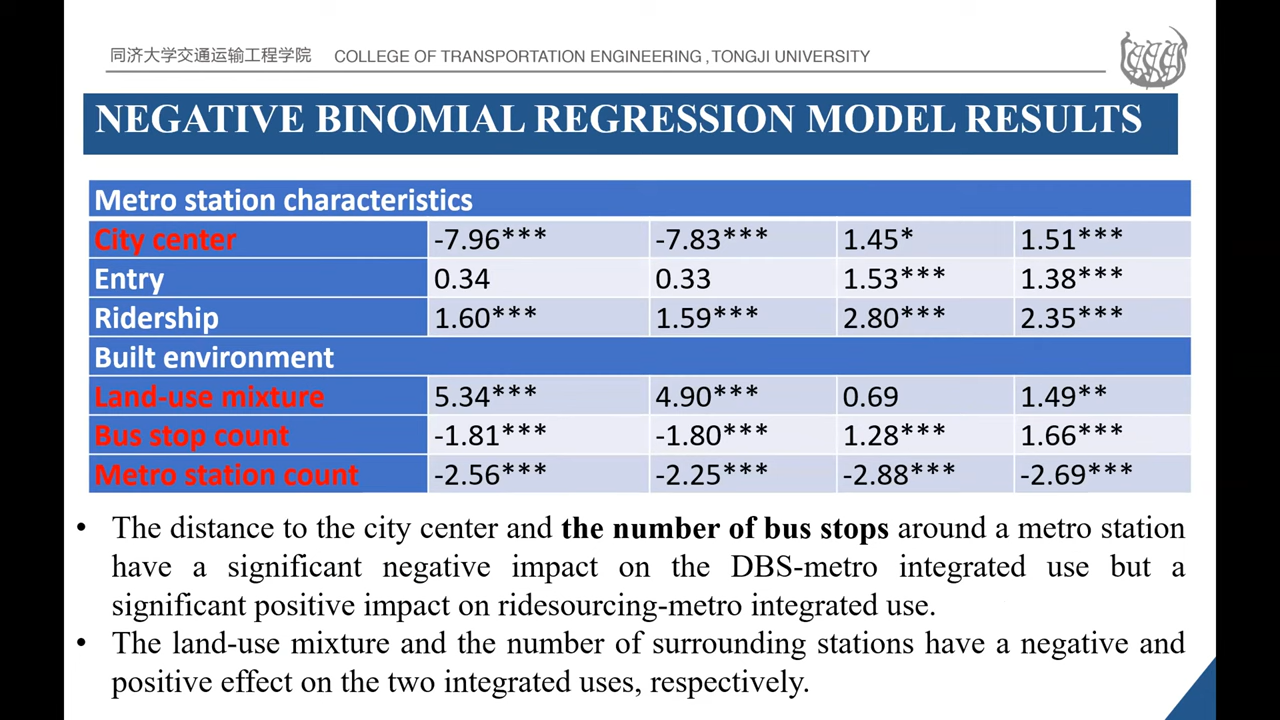 同济大学交通运输工程学院 COLLEGE OF TRANSPORTATION ENGINEERING ,TONGJI UNIVERSITY
NEGATIVE BINOMIAL REGRESSION MODEL RESULTS
Metro station characteristics
City center -7.96*** -7.83*** 1.45* 1.51***
Entry 0.34 0.33 1.53*** 1.38***
Ridership 1.60*** 1.59*** 2.80*** 2.35***
Built environment
Land-use mixture 5.34*** 4.90*** 0.69 1.49**
Bus stop count -1.81*** -1.80*** 1.28*** 1.66***
Metro station count -2.56*** -2.25*** -2.88*** -2.69***
• The distance to the city center and the number of bus stops around a metro station
have a significant negative impact on the DBS-metro integrated use but a
significant positive impact on ridesourcing-metro integrated use.
• The land-use mixture and the number of surrounding stations have a negative and
positive effect on the two integrated uses, respectively.